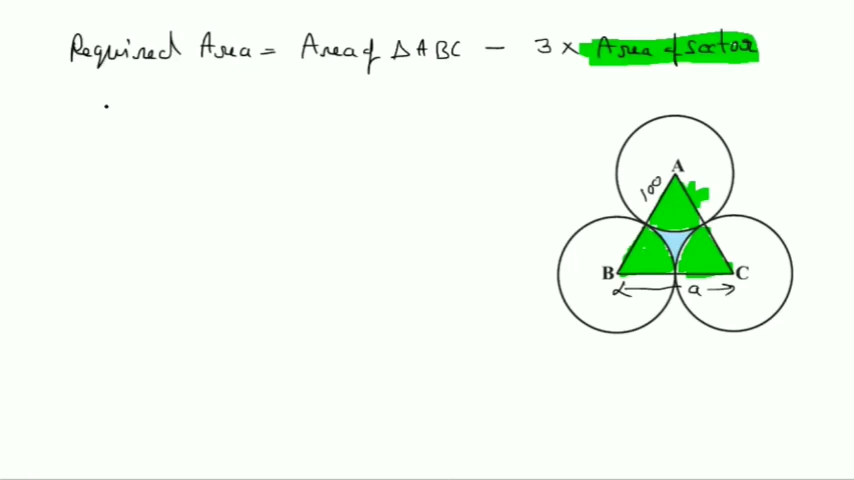 Required Area = Area of ΔABC - 3 × Area of Sector
A
100
B
C
a